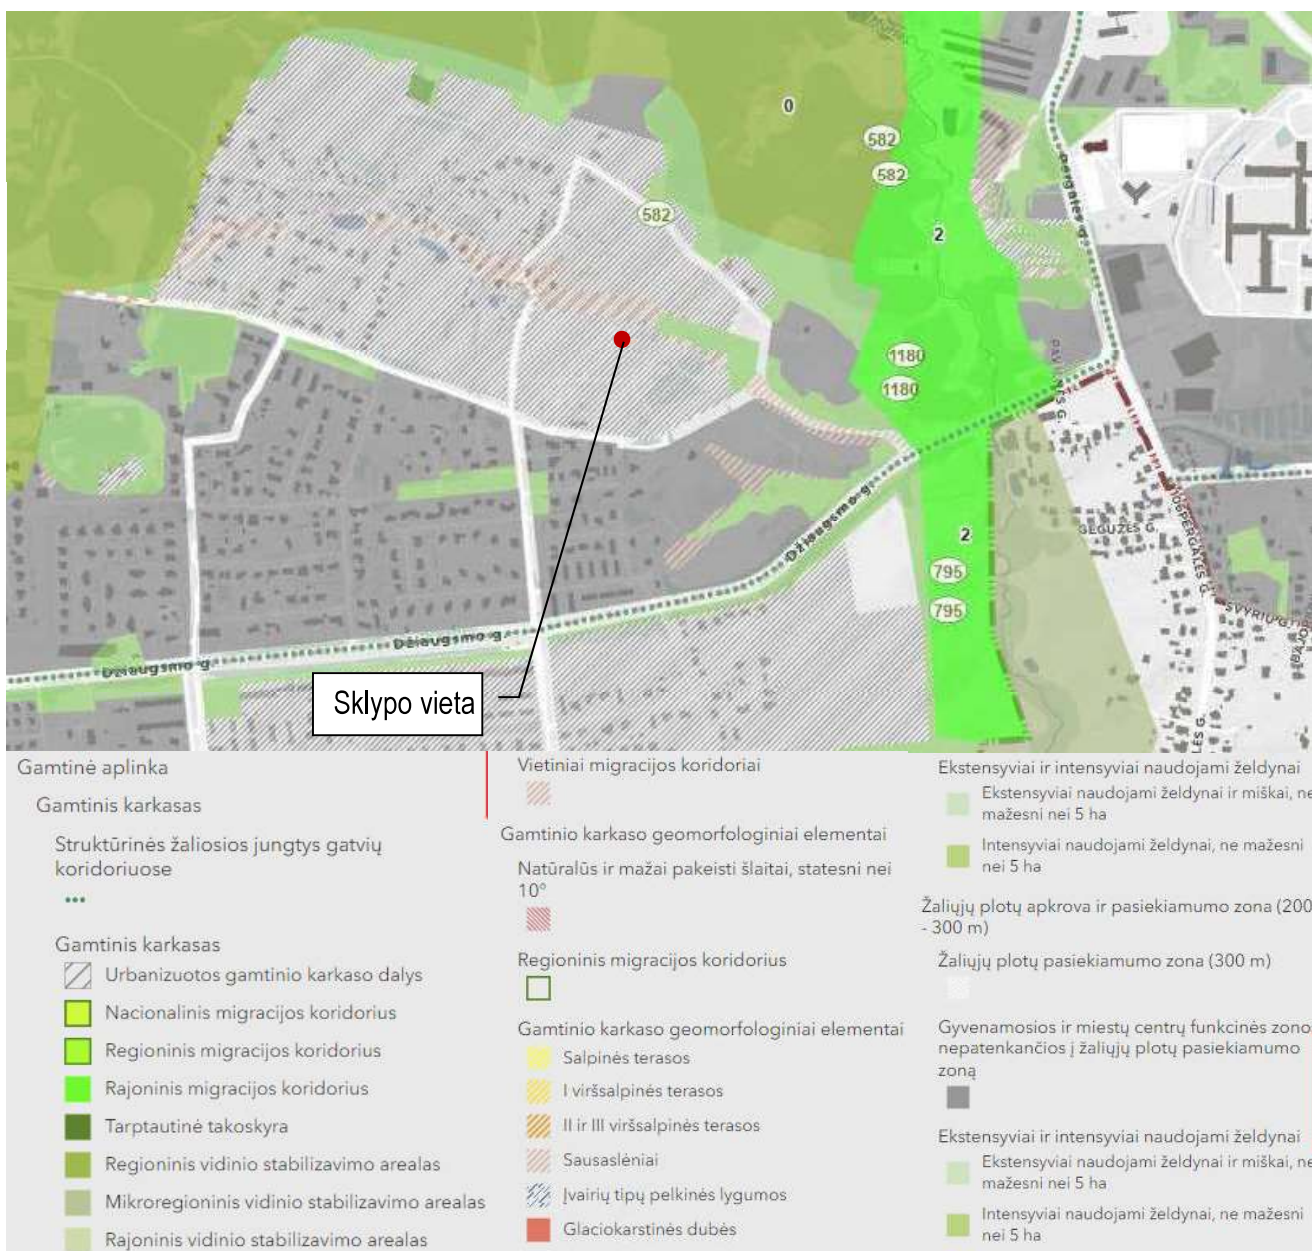 0
582
582
582
2
1180
1180
2
795
795
Pergalės g.
PAVILNĖS G.
GEGUŽĖS G.
PERGALĖS G.
SVYRIŲ G.
LĖS G.
Džiaugsmo g.
Džiaugsmo g.
Džiaugsmo g.
Sklypo vieta
Gamtinė aplinka
Gamtinis karkasas
Struktūrinės žaliosios jungtys gatvių
koridoriuose
Gamtinis karkasas
Urbanizuotos gamtinio karkaso dalys
Nacionalinis migracijos koridorius
Regioninis migracijos koridorius
Rajoninis migracijos koridorius
Tarptautinė takoskyra
Regioninis vidinio stabilizavimo arealas
Mikroregioninis vidinio stabilizavimo arealas
Rajoninis vidinio stabilizavimo arealas
Vietiniai migracijos koridoriai
Gamtinio karkaso geomorfologiniai elementai
Natūralūs ir mažai pakeisti šlaitai, statesni nei
10°
Regioninis migracijos koridorius
Gamtinio karkaso geomorfologiniai elementai
Salpinės terasos
I viršsalpinės terasos
II ir III viršsalpinės terasos
Sausaslėniai
Įvairių tipų pelkinės lygumos
Glaciokarstinės dubės
Ekstensyviai ir intensyviai naudojami želdynai
Ekstensyviai naudojami želdynai ir miškai, ne
mažesni nei 5 ha
Intensyviai naudojami želdynai, ne mažesni
nei 5 ha
Žaliųjų plotų apkrova ir pasiekiamumo zona (200
- 300 m)
Žaliųjų plotų pasiekiamumo zona (300 m)
Gyvenamosios ir miestų centrų funkcinės zonos
nepatenkančios į žaliųjų plotų pasiekiamumo
zoną
Ekstensyviai ir intensyviai naudojami želdynai
Ekstensyviai naudojami želdynai ir miškai, ne
mažesni nei 5 ha
Intensyviai naudojami želdynai, ne mažesni
nei 5 ha